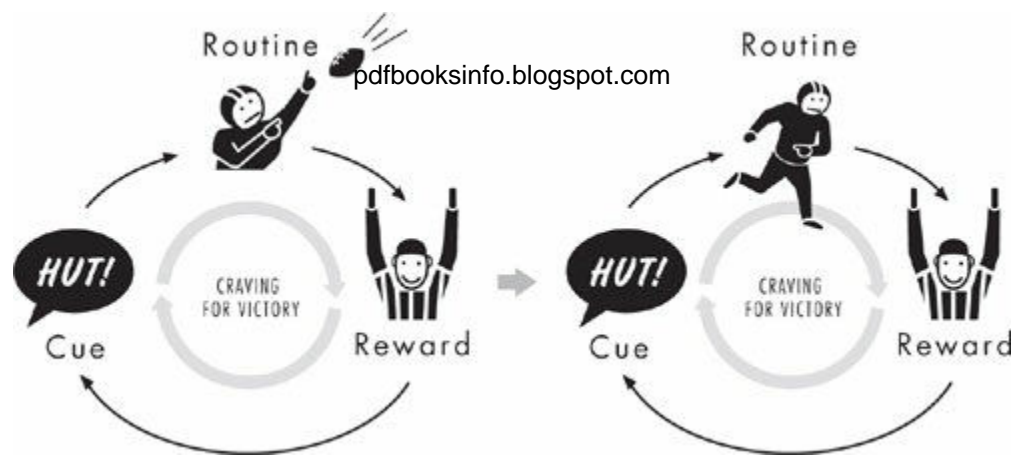 Routine
pdfbooksinfo.blogspot.com
HUT!
CRAVING
FOR VICTORY
Cue
Reward
Routine
HUT!
CRAVING
FOR VICTORY
Cue
Reward